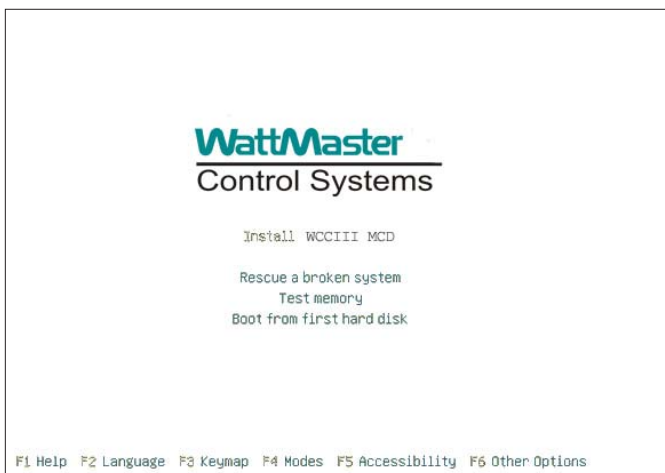 WattMaster
Control Systems
Install WCCIII MCD
Rescue a broken system
Test memory
Boot from first hard disk
F1 Help F2 Language F3 Keymap F4 Modes F5 Accessibility F6 Other Options